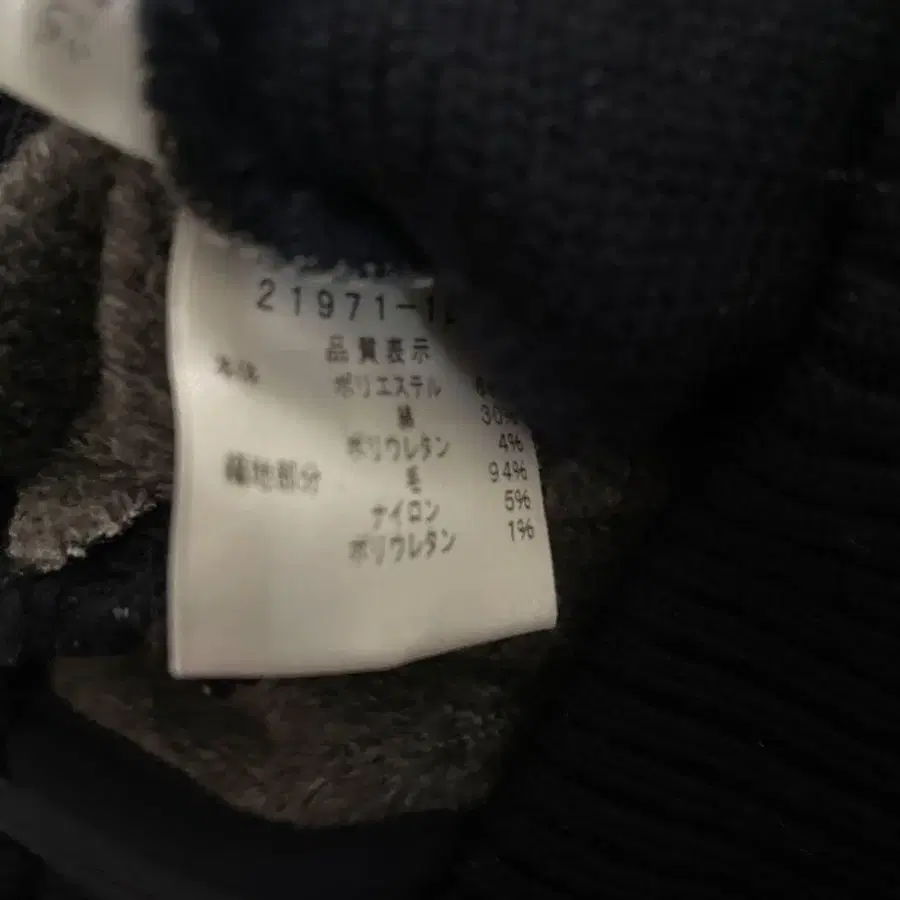 21971-1
品質表示
本体 ポリエステル
綿 30%
ポリウレタン 4%
編地部分 毛 94%
ナイロン 5%
ポリウレタン 1%